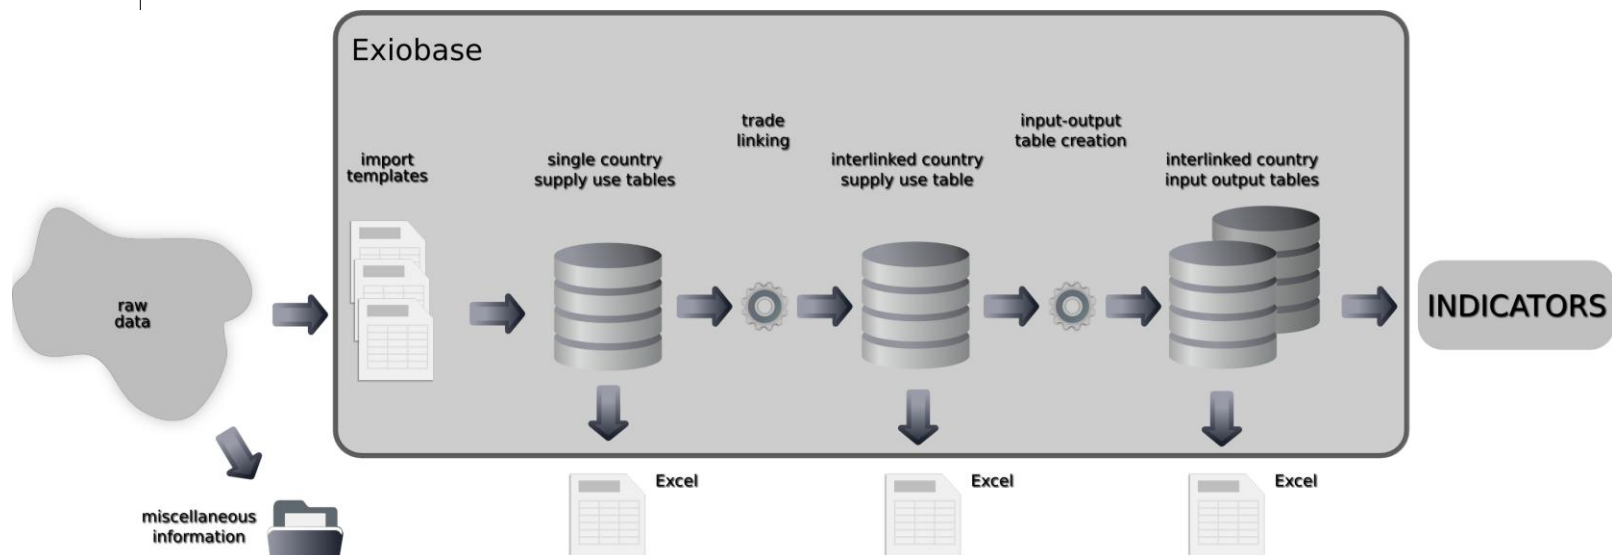 Exiobase
import
templates
single country
supply use tables
trade
linking
interlinked country
supply use table
input-output
table creation
interlinked country
input output tables
raw
data
INDICATORS
Excel
Excel
Excel
miscellaneous
information